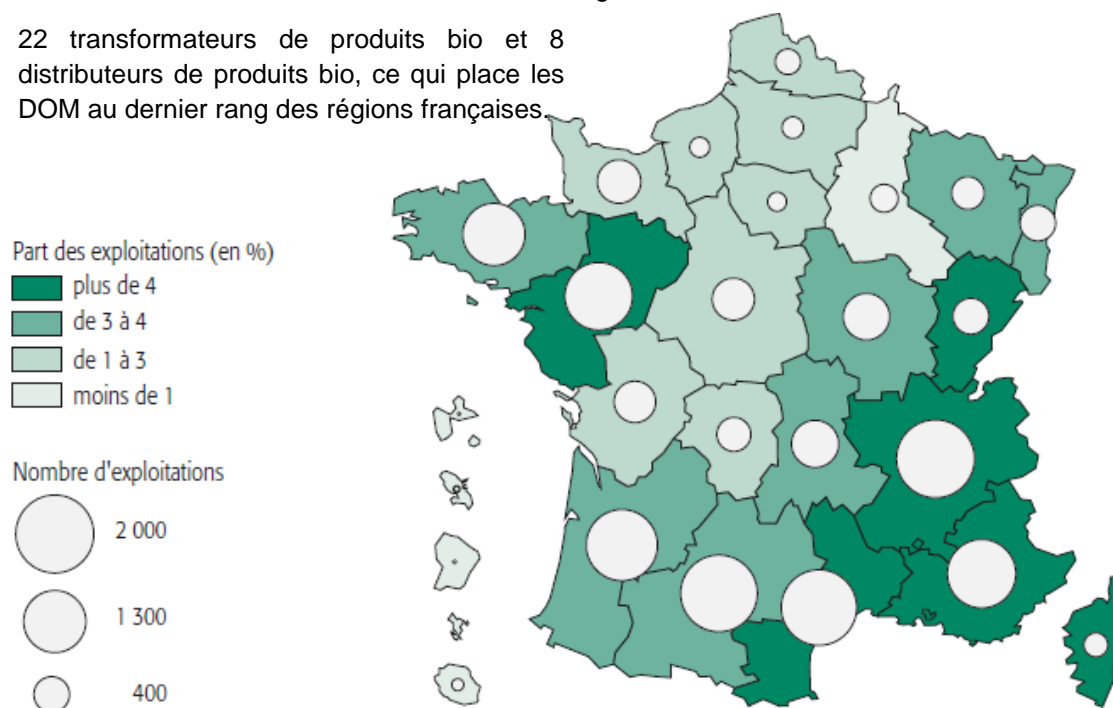 22 transformateurs de produits bio et 8
distributeurs de produits bio, ce qui place les
DOM au dernier rang des régions françaises.
Part des exploitations (en %)
plus de 4
de 3 à 4
de 1 à 3
moins de 1
Nombre d'exploitations
2 000
1 300
400